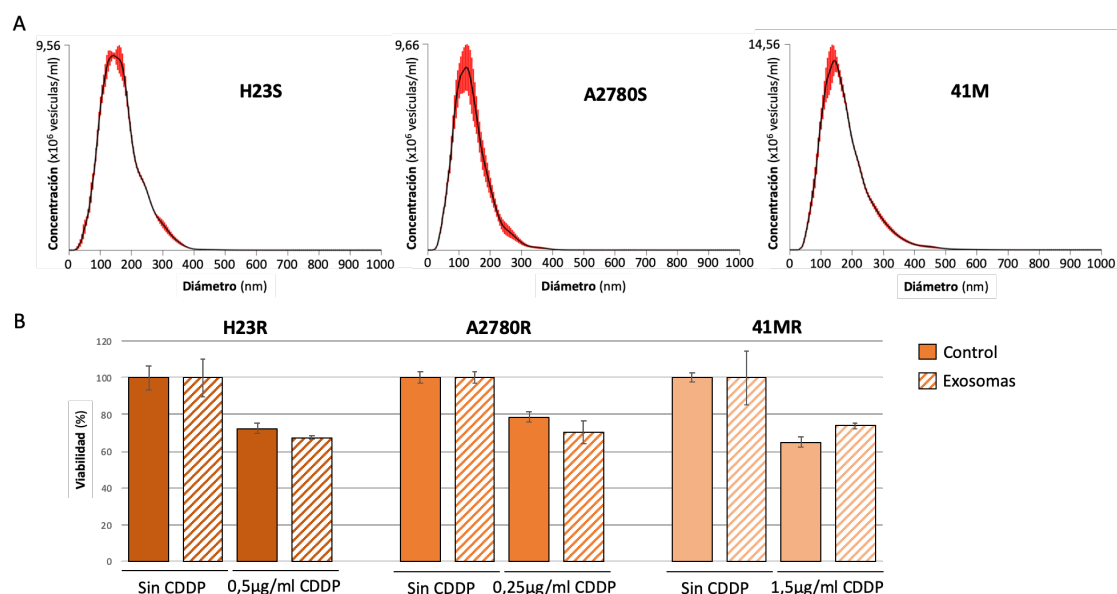 A
9,56
H23S
Concentración (x10⁶ vesículas/ml)
0 100 200 300 400 500 600 700 800 900 1000
Diámetro (nm)
9,66
A2780S
Concentración (x10⁶ vesículas/ml)
0 100 200 300 400 500 600 700 800 900 1000
Diámetro (nm)
14,56
41M
Concentración (x10⁶ vesículas/ml)
0 100 200 300 400 500 600 700 800 900 1000
Diámetro (nm)
B
H23R A2780R 41MR
120
100
80
60
40
20
0
Viabilidad (%)
Control
Exosomas
Sin CDDP 0,5µg/ml CDDP Sin CDDP 0,25µg/ml CDDP Sin CDDP 1,5µg/ml CDDP